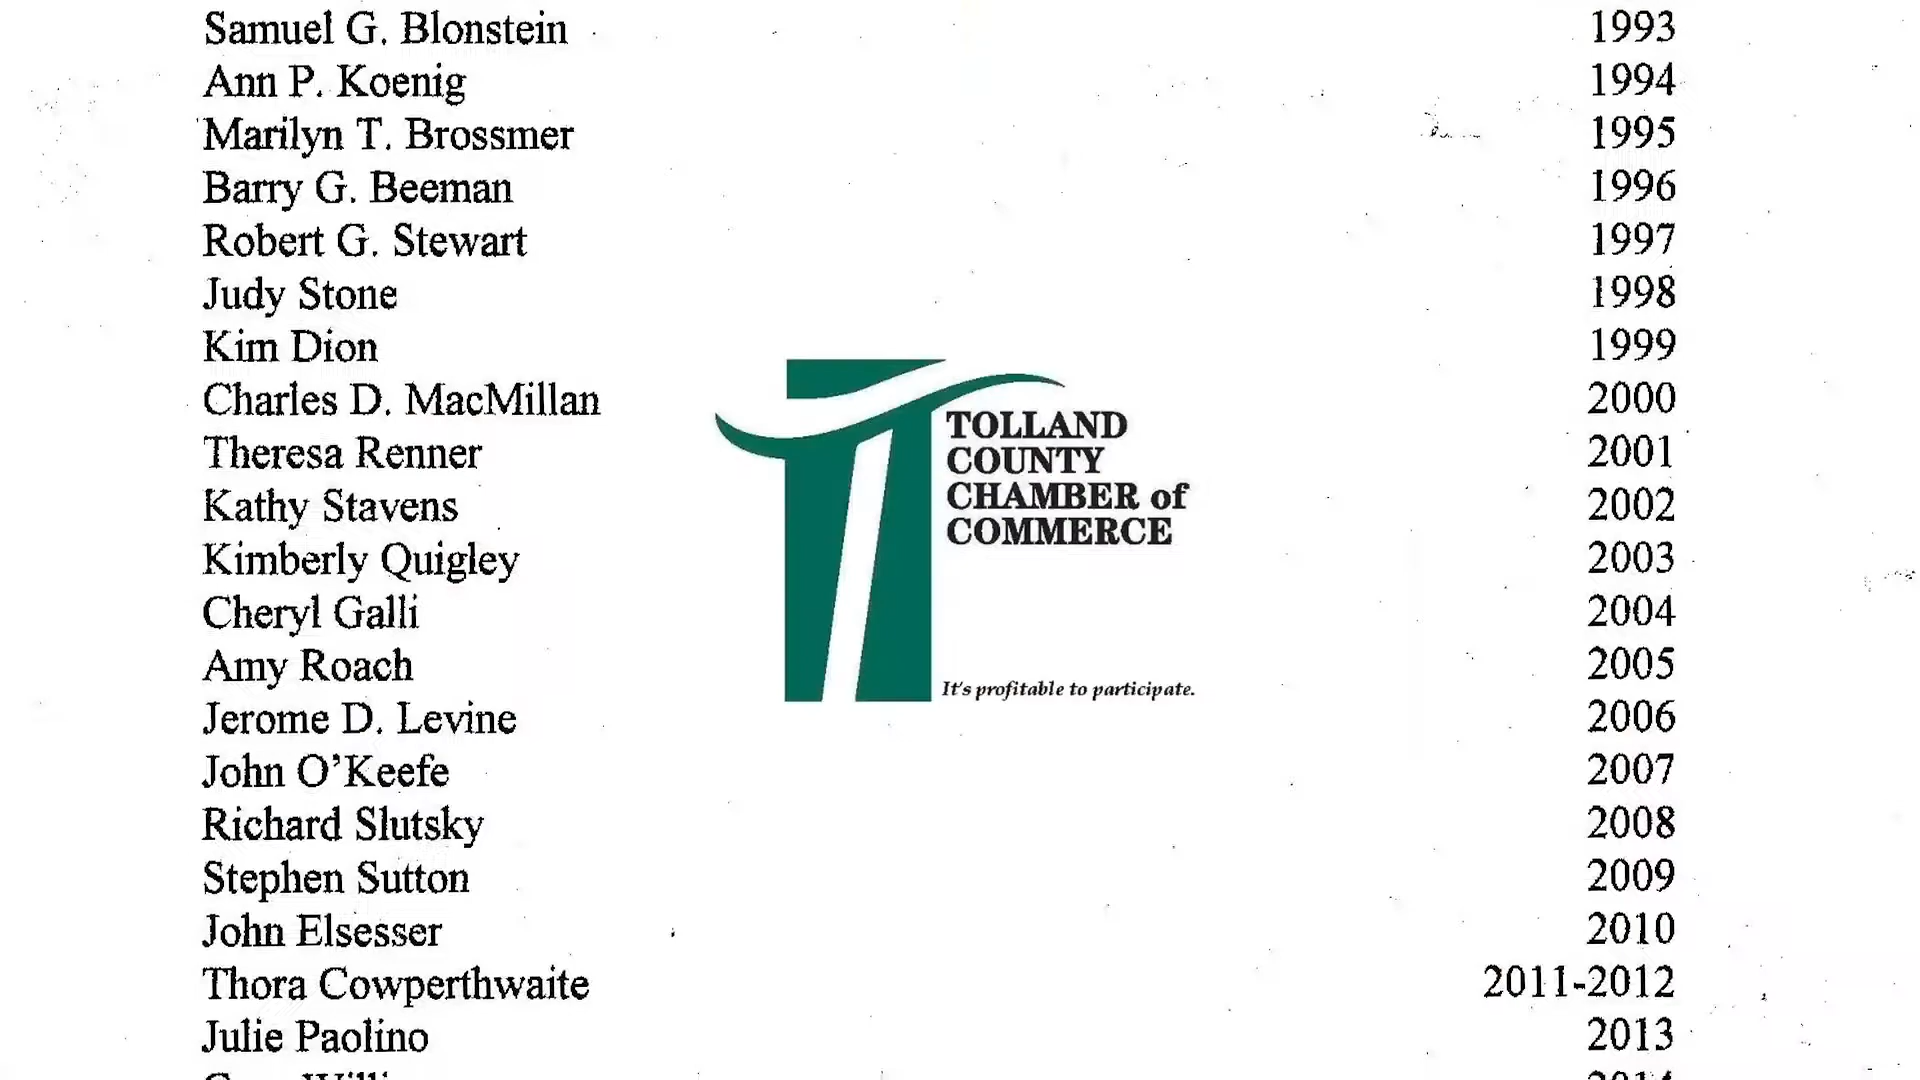 Samuel G. Blonstein 1993
Ann P. Koenig 1994
Marilyn T. Brossmer 1995
Barry G. Beeman 1996
Robert G. Stewart 1997
Judy Stone 1998
Kim Dion 1999
Charles D. MacMillan 2000
Theresa Renner 2001
Kathy Stavens 2002
Kimberly Quigley 2003
Cheryl Galli 2004
Amy Roach 2005
Jerome D. Levine 2006
John O’Keefe 2007
Richard Slutsky 2008
Stephen Sutton 2009
John Elsesser 2010
Thora Cowperthwaite 2011-2012
Julie Paolino 2013
TOLLAND
COUNTY
CHAMBER of
COMMERCE
It's profitable to participate.